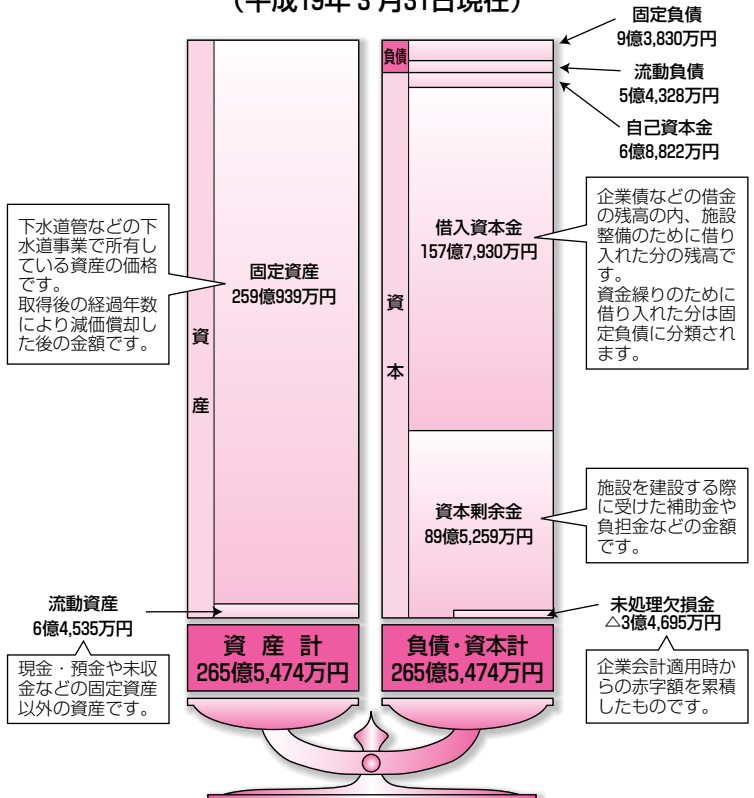 (平成19年3月31日現在)
固定負債
9億3,830万円
流動負債
5億4,328万円
自己資本金
6億8,822万円
負債
下水道管などの下
水道事業で所有し
ている資産の価格
です。
取得後の経過年数
により減価償却し
た後の金額です。
資産
固定資産
259億939万円
資本
借入資本金
157億7,930万円
企業債などの借金
の残高の内、施設
整備のために借り
入れた分の残高で
す。
資金繰りのために
借り入れた分は固
定負債に分類され
ます。
資本剰余金
89億5,259万円
施設を建設する際
に受けた補助金や
負担金などの金額
です。
流動資産
6億4,535万円
現金・預金や未収
金などの固定資産
以外の資産です。
未処理欠損金
△3億4,695万円
企業会計適用時か
らの赤字額を累積
したものです。
資産計
265億5,474万円
負債・資本計
265億5,474万円